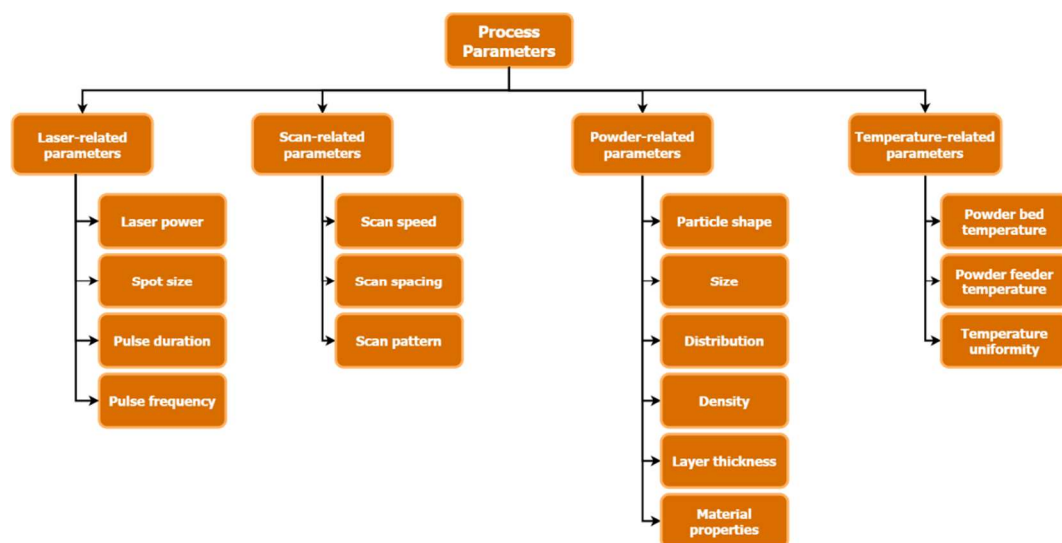 Process
Parameters
Laser-related
parameters
Laser power
Spot size
Pulse duration
Pulse frequency
Scan-related
parameters
Scan speed
Scan spacing
Scan pattern
Powder-related
parameters
Particle shape
Size
Distribution
Density
Layer thickness
Material
properties
Temperature-related
parameters
Powder bed
temperature
Powder feeder
temperature
Temperature
uniformity